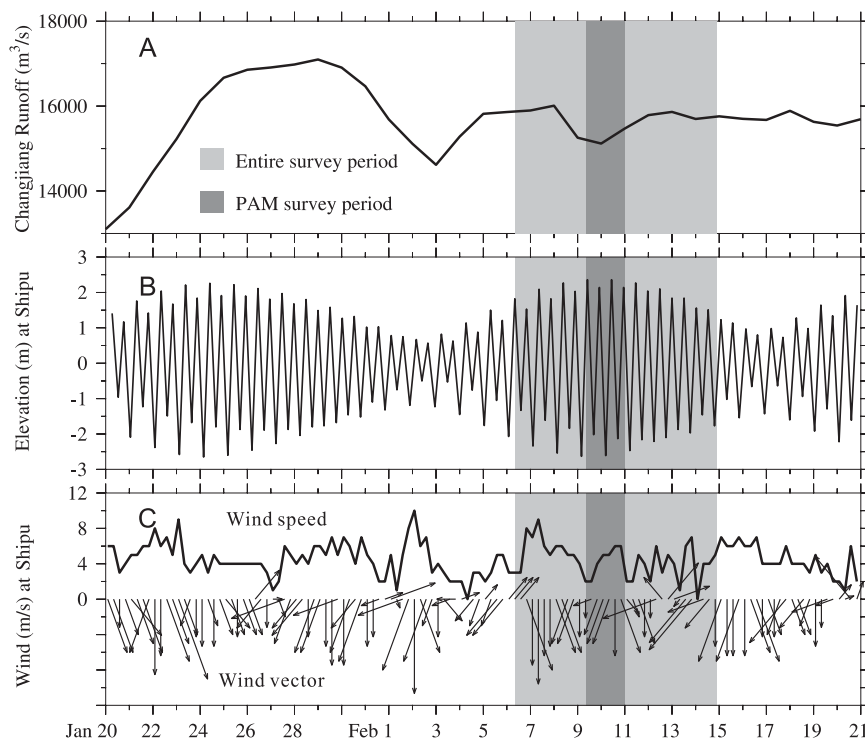 18000
A
16000
Entire survey period
14000
PAM survey period
Changjiang Runoff (m³/s)
3
B
2
1
0
-1
-2
-3
Elevation (m) at Shipu
12
C
Wind speed
8
4
0
Wind vector
Wind (m/s) at Shipu
Jan 20 22 24 26 28 Feb 1 3 5 7 9 11 13 15 17 19 21